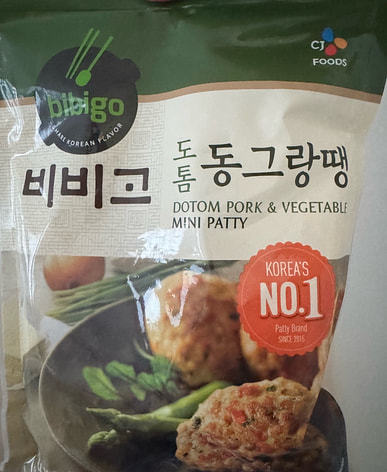 bibigo
SHARE KOREAN FLAVOR
CJ
FOODS
비비고
도톰 동그랑땡
DOTOM PORK & VEGETABLE
MINI PATTY
KOREA'S
NO.1
Patty Brand
SINCE 2015